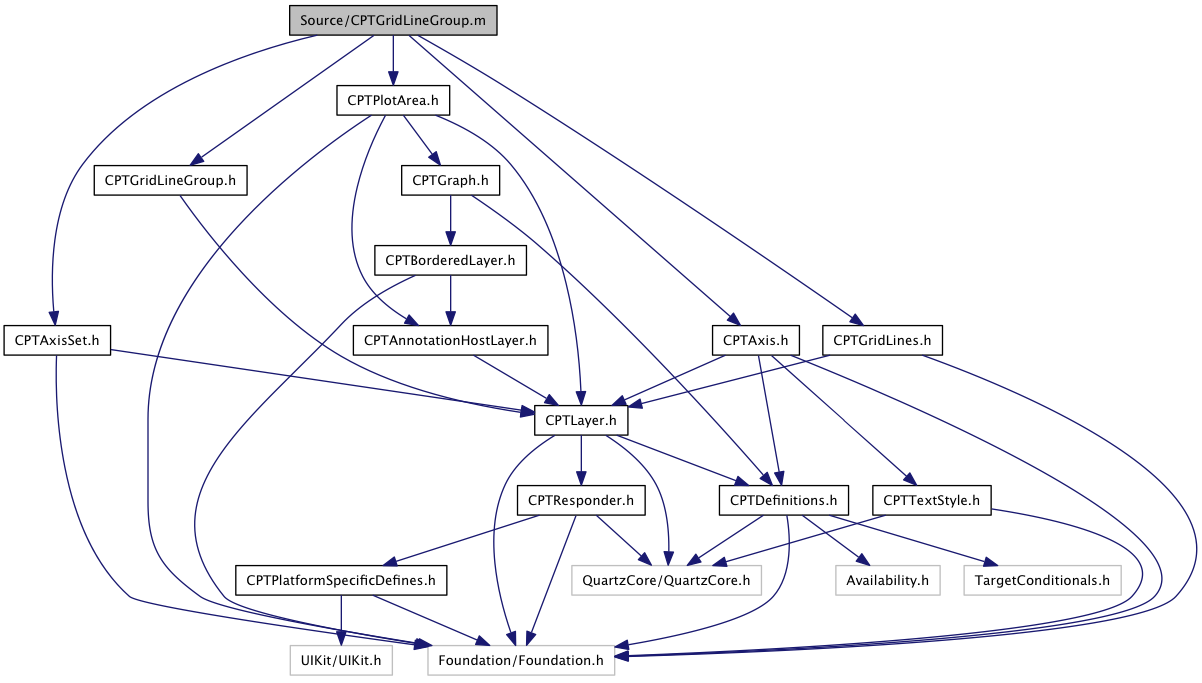 Source/CPTGridLineGroup.m
CPTPlotArea.h
CPTGridLineGroup.h
CPTGraph.h
CPTBorderedLayer.h
CPTAxisSet.h
CPTAnnotationHostLayer.h
CPTAxis.h
CPTGridLines.h
CPTLayer.h
CPTResponder.h
CPTDefinitions.h
CPTTextStyle.h
CPTPlatformSpecificDefines.h
QuartzCore/QuartzCore.h
Availability.h
TargetConditionals.h
UIKit/UIKit.h
Foundation/Foundation.h